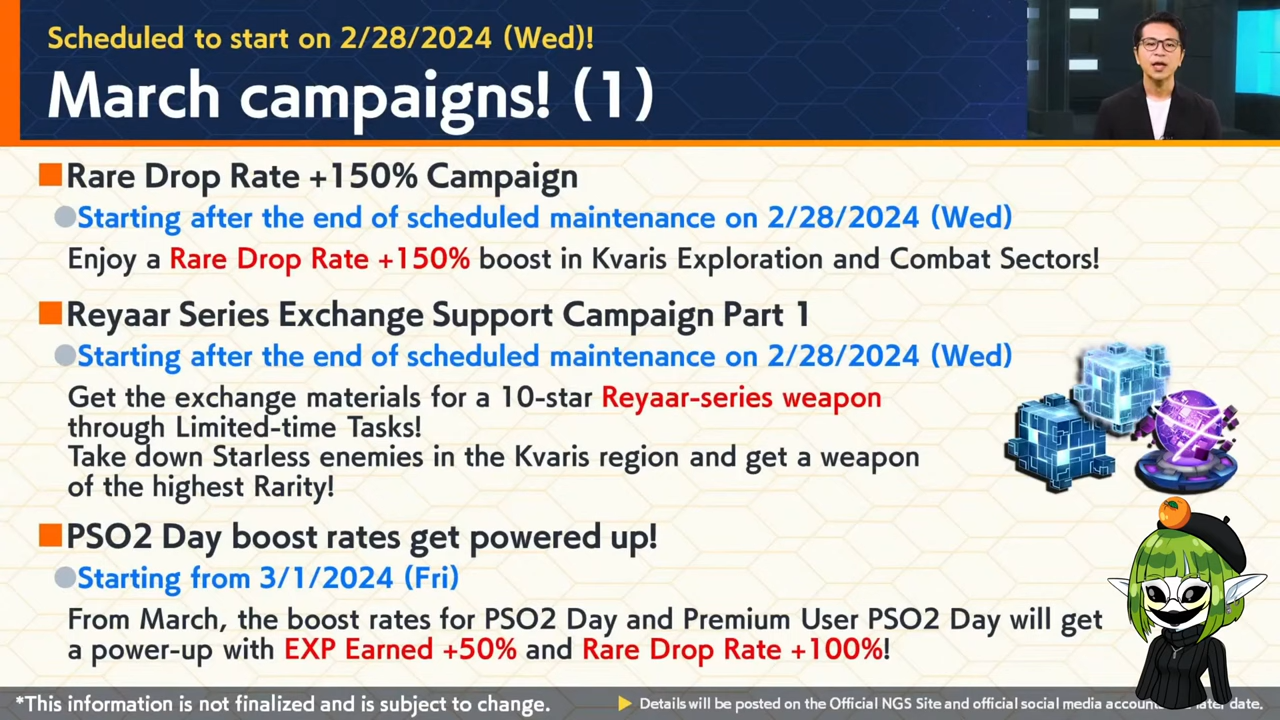 Scheduled to start on 2/28/2024 (Wed)!
March campaigns! (1)
Rare Drop Rate +150% Campaign
Starting after the end of scheduled maintenance on 2/28/2024 (Wed)
Enjoy a Rare Drop Rate +150% boost in Kvaris Exploration and Combat Sectors!
Reyaar Series Exchange Support Campaign Part 1
Starting after the end of scheduled maintenance on 2/28/2024 (Wed)
Get the exchange materials for a 10-star Reyaar-series weapon
through Limited-time Tasks!
Take down Starless enemies in the Kvaris region and get a weapon
of the highest Rarity!
PSO2 Day boost rates get powered up!
Starting from 3/1/2024 (Fri)
From March, the boost rates for PSO2 Day and Premium User PSO2 Day will get
a power-up with EXP Earned +50% and Rare Drop Rate +100%!
*This information is not finalized and is subject to change.
Details will be posted on the Official NGS Site and official social media later date.